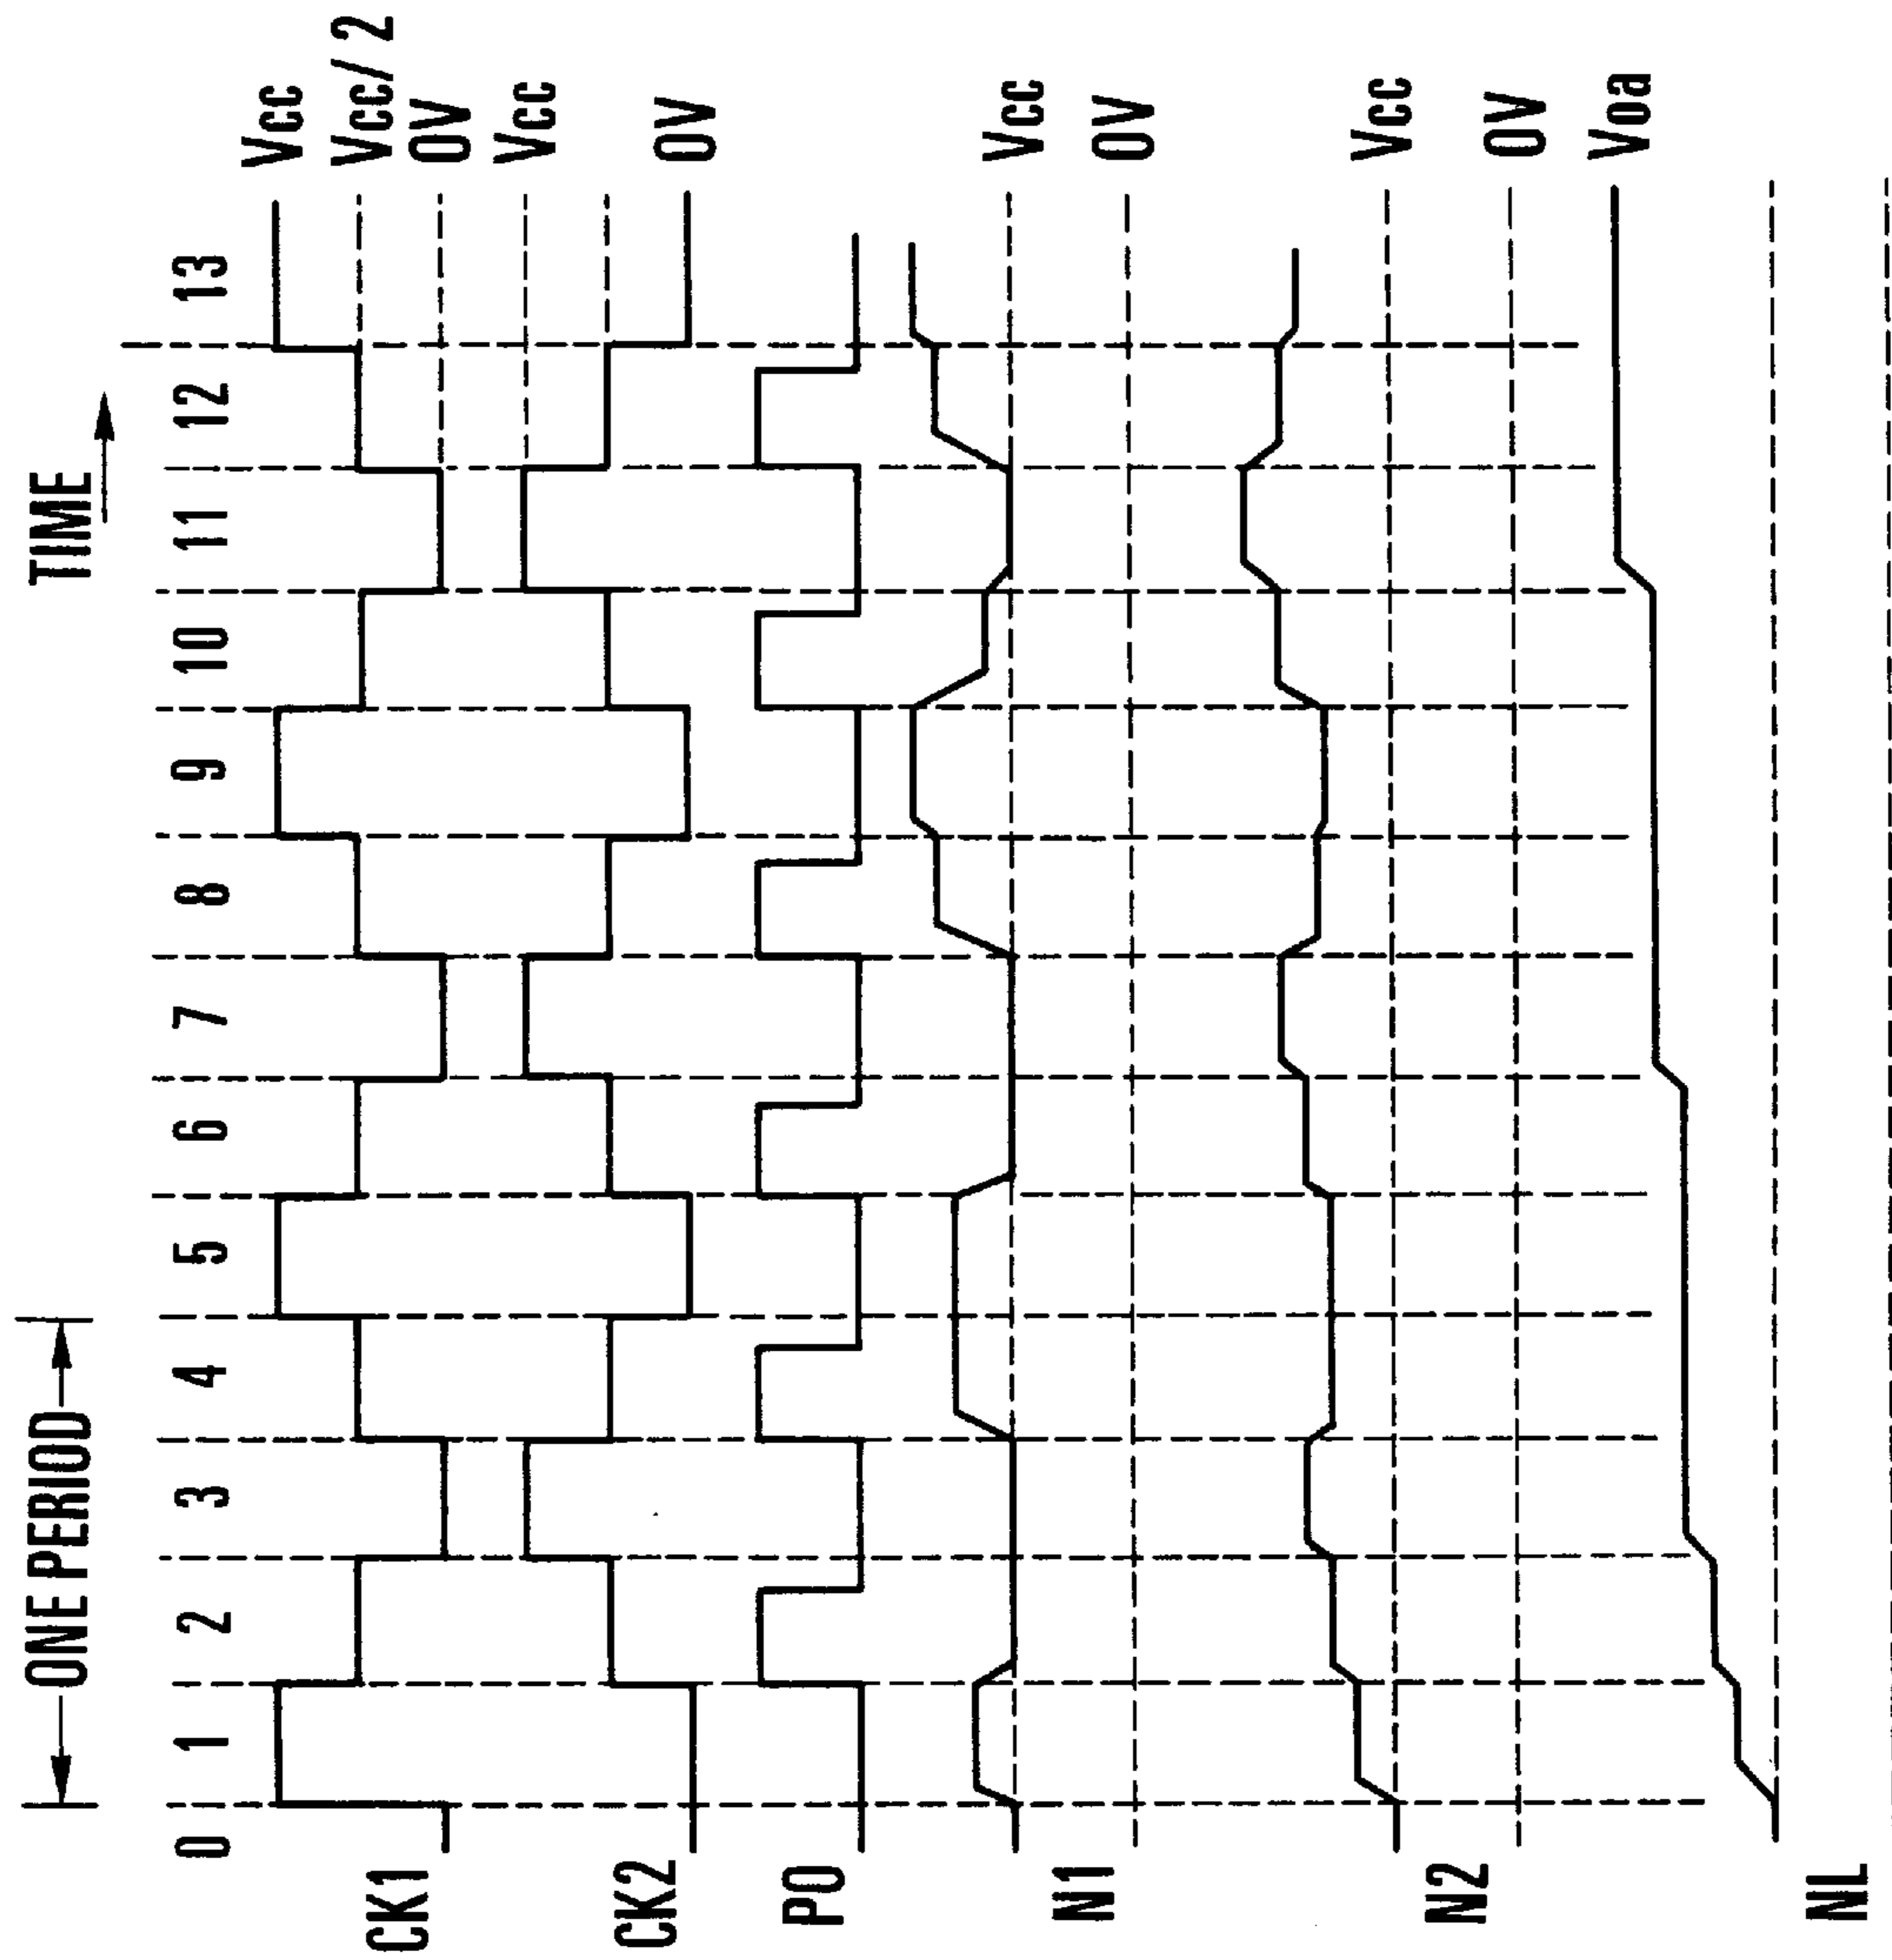 TIME
ONE PERIOD
0 1 2 3 4 5 6 7 8 9 10 11 12 13
CK1
Vcc
Vcc/2
0V
CK2
Vcc
0V
P0
N1
Vcc
0V
N2
Vcc
0V
NL
Voa